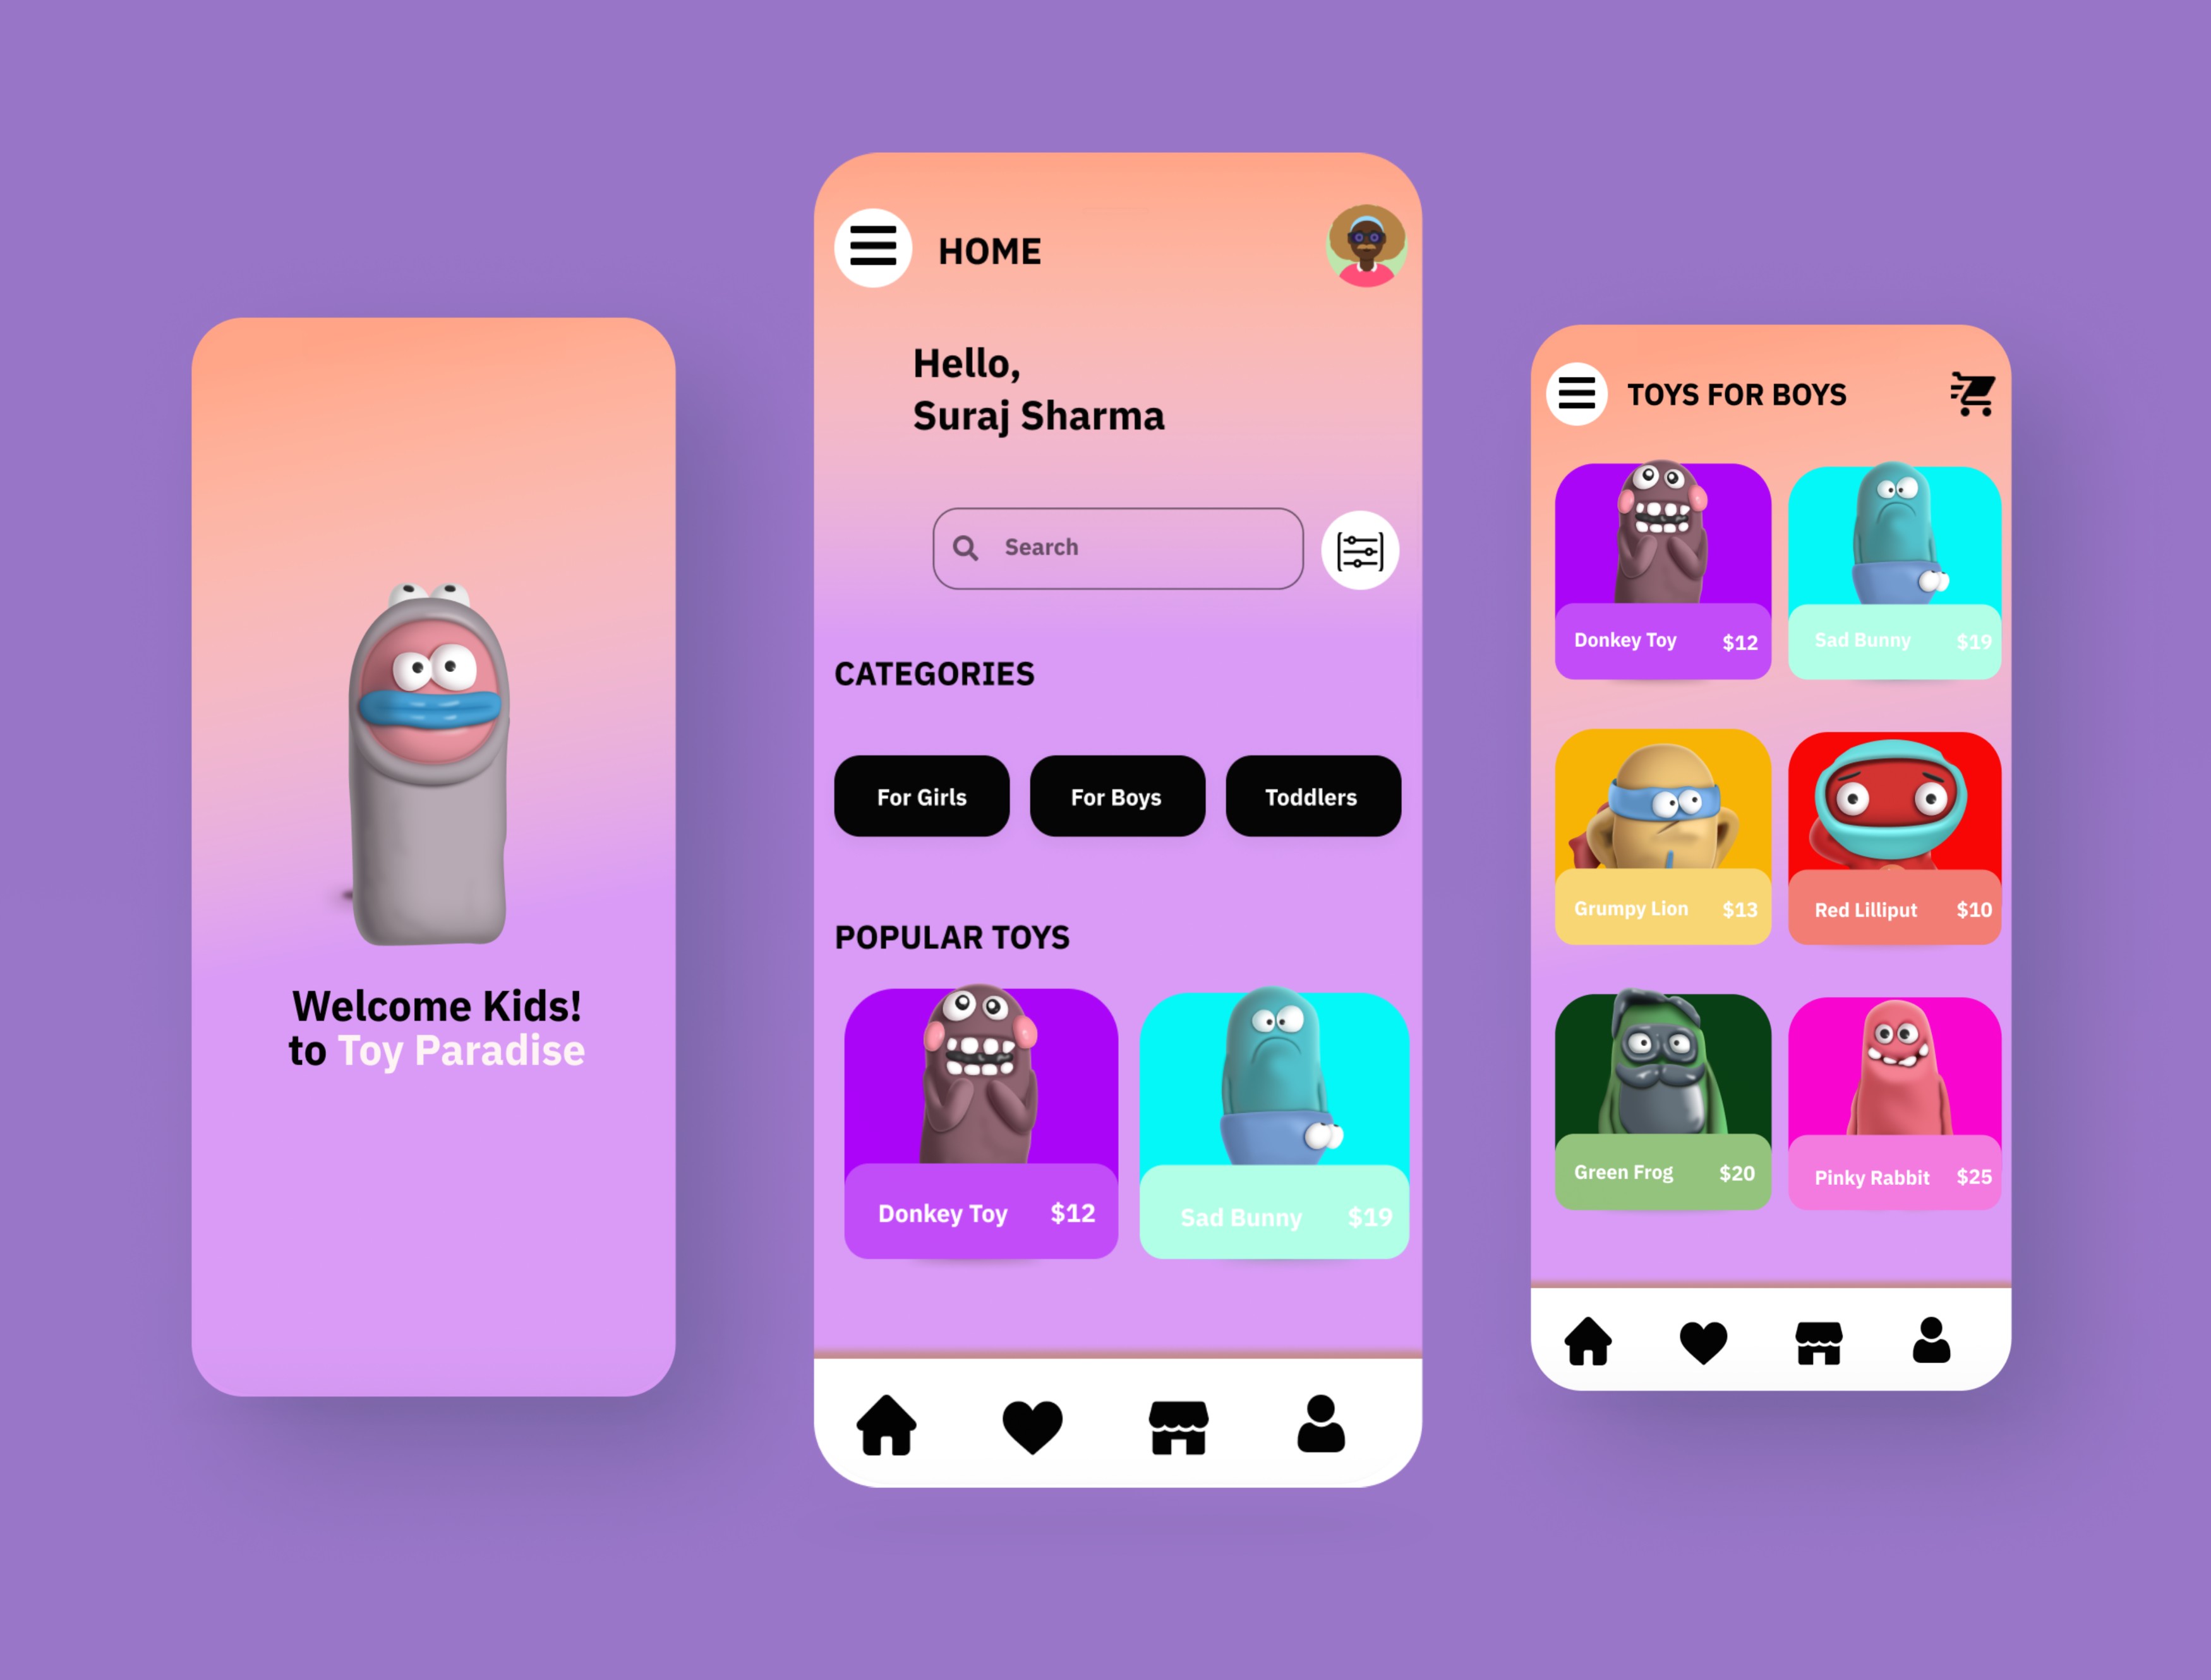 Welcome Kids!
to Toy Paradise
HOME
Hello,
Suraj Sharma
Search
CATEGORIES
For Girls
For Boys
Toddlers
POPULAR TOYS
Donkey Toy $12
Sad Bunny $19
TOYS FOR BOYS
Donkey Toy $12
Sad Bunny $19
Grumpy Lion $13
Red Lilliput $10
Green Frog $20
Pinky Rabbit $25